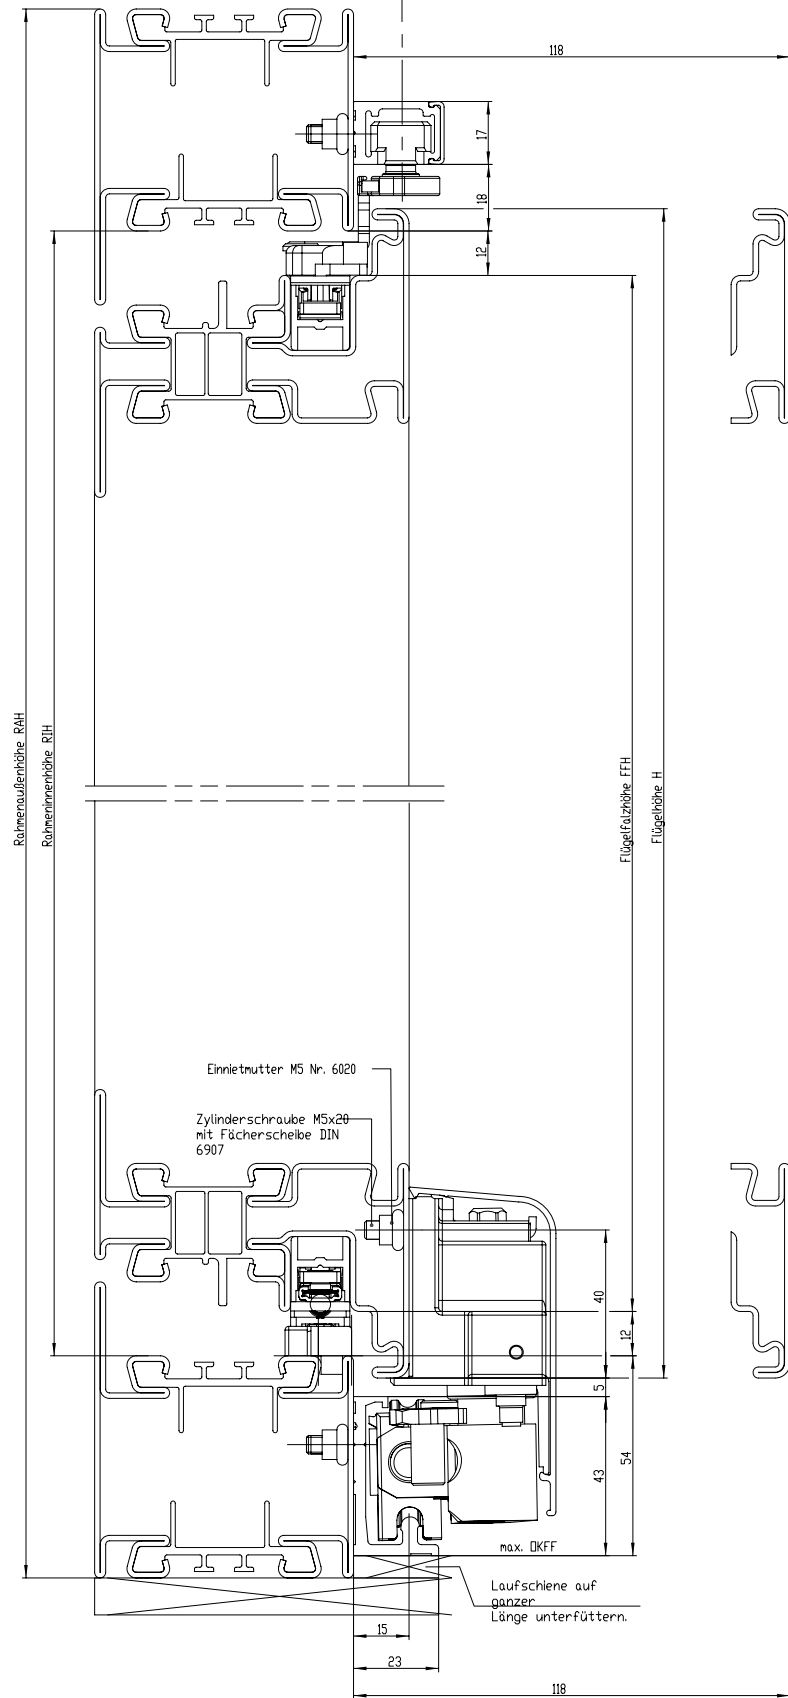 118
17
18
12
Rahmenaußenhöhe RAH
Rahmeninnenhöhe RIH
Flügelfalzhöhe FFH
Flügelhöhe H
Einnietmutter M5 Nr. 6020
Zylinderschraube M5x20
mit Fächerscheibe DIN
6907
40
12
5
54
43
max. OKFF
Laufschiene auf
ganzer
Länge unterfüttern.
15
23
118